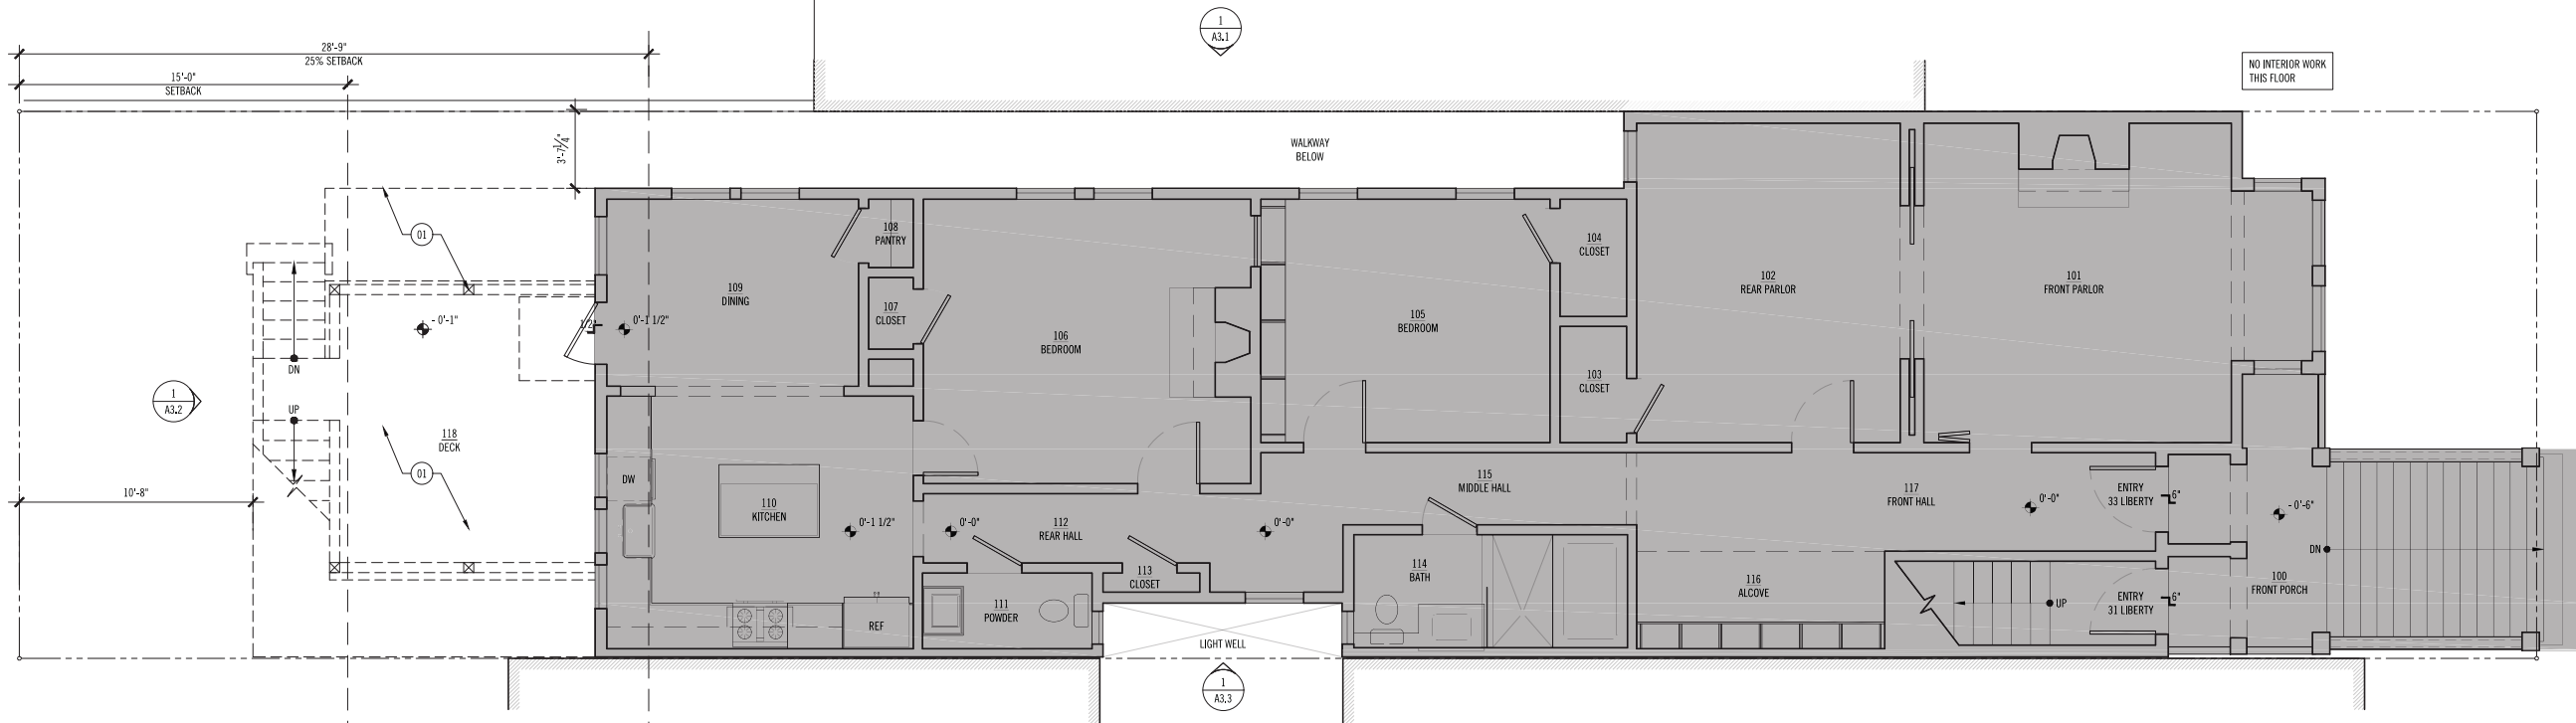 1
A3.1
28'-9"
25% SETBACK
15'-0"
SETBACK
NO INTERIOR WORK
THIS FLOOR
3'-7 1/4"
WALKWAY
BELOW
108
PANTRY
104
CLOSET
102
REAR PARLOR
101
FRONT PARLOR
109
DINING
107
CLOSET
105
BEDROOM
106
BEDROOM
103
CLOSET
01
- 0'-1"
1/2"
0'-1 1/2"
DN
1
A3.2
UP
118
DECK
01
10'-8"
DW
110
KITCHEN
0'-1 1/2"
0'-0"
112
REAR HALL
0'-0"
115
MIDDLE HALL
117
FRONT HALL
0'-0"
ENTRY
33 LIBERTY
6"
- 0'-6"
DN
100
FRONT PORCH
113
CLOSET
114
BATH
116
ALCOVE
UP
ENTRY
31 LIBERTY
6"
111
POWDER
REF
LIGHT WELL
1
A3.3